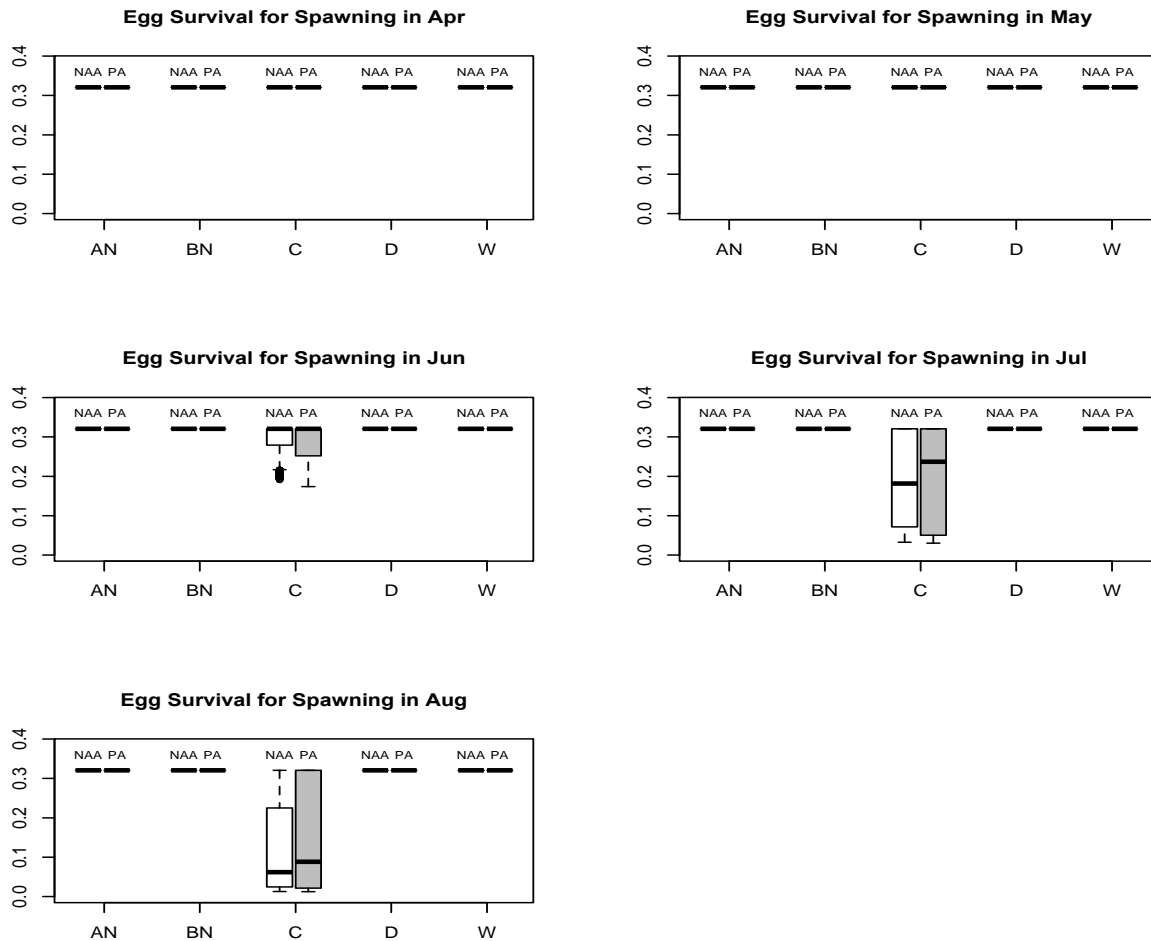 Egg Survival for Spawning in Apr
0.4
0.3
0.2
0.1
0.0
NAA PA NAA PA NAA PA NAA PA NAA PA
AN BN C D W
Egg Survival for Spawning in May
0.4
0.3
0.2
0.1
0.0
NAA PA NAA PA NAA PA NAA PA NAA PA
AN BN C D W
Egg Survival for Spawning in Jun
0.4
0.3
0.2
0.1
0.0
NAA PA NAA PA NAA PA NAA PA NAA PA
AN BN C D W
Egg Survival for Spawning in Jul
0.4
0.3
0.2
0.1
0.0
NAA PA NAA PA NAA PA NAA PA NAA PA
AN BN C D W
Egg Survival for Spawning in Aug
0.4
0.3
0.2
0.1
0.0
NAA PA NAA PA NAA PA NAA PA NAA PA
AN BN C D W